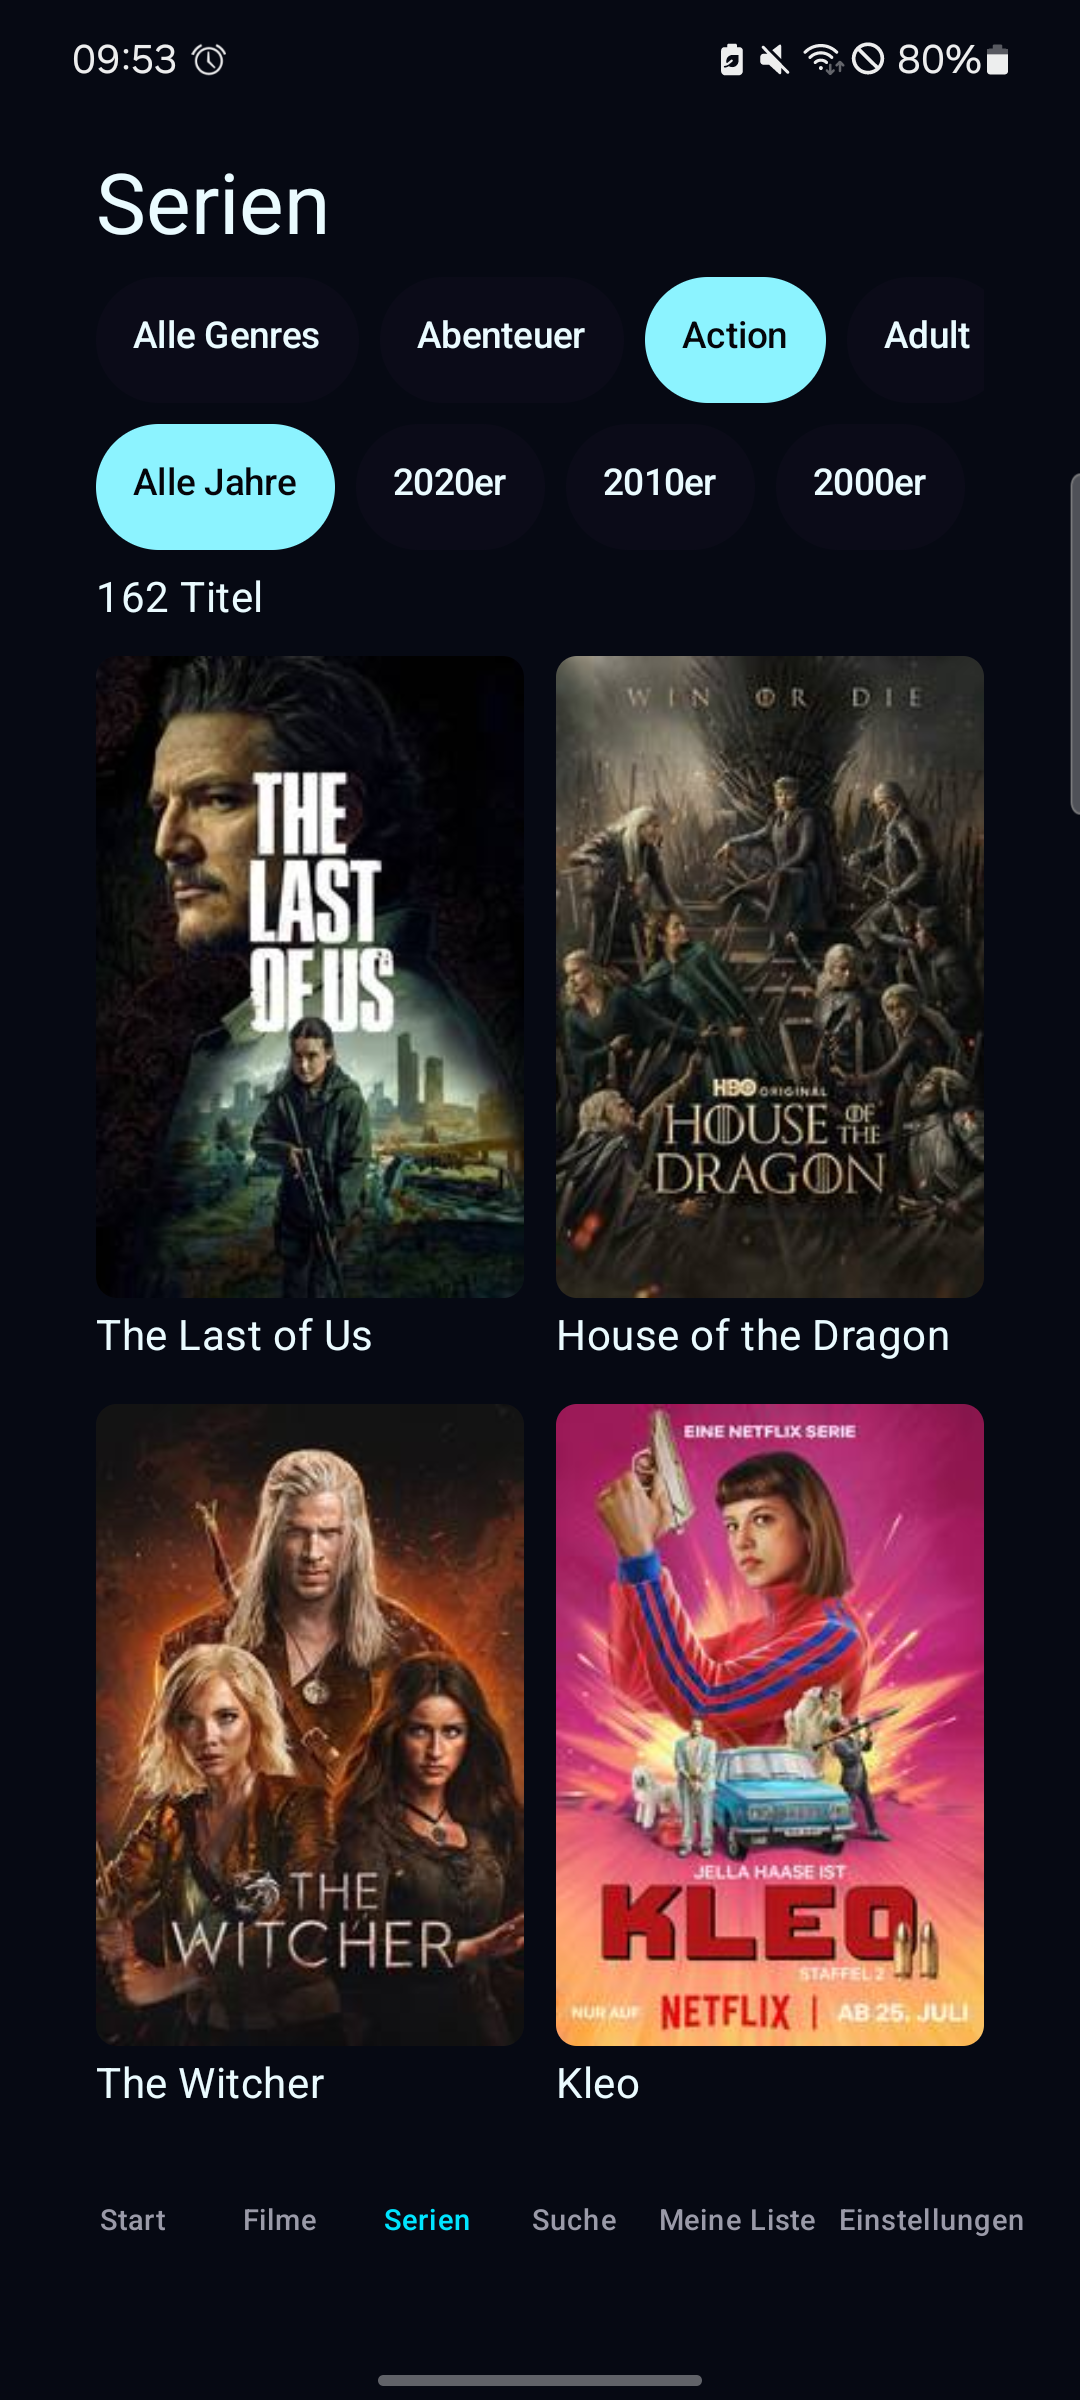 09:53
80%
Serien
Alle Genres Abenteuer Action Adult
Alle Jahre 2020er 2010er 2000er
162 Titel
THE
LAST
OF US
WIN OR DIE
HBO ORIGINAL
HOUSE OF THE
DRAGON
The Last of Us House of the Dragon
THE
WITCHER
EINE NETFLIX SERIE
JELLA HAASE IST
KLEO
STAFFEL 2
NUR AUF NETFLIX | AB 25. JULI
The Witcher Kleo
Start Filme Serien Suche Meine Liste Einstellungen